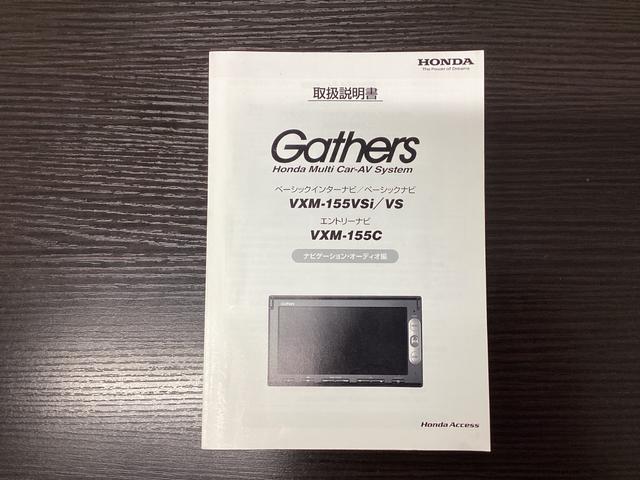 HONDA
The Power of Dreams
取扱説明書
Gathers
Honda Multi Car-AV System
ベーシックインターナビ/ベーシックナビ
VXM-155VSi/VS
エントリーナビ
VXM-155C
ナビゲーション・オーディオ編
Gathers
Honda Access